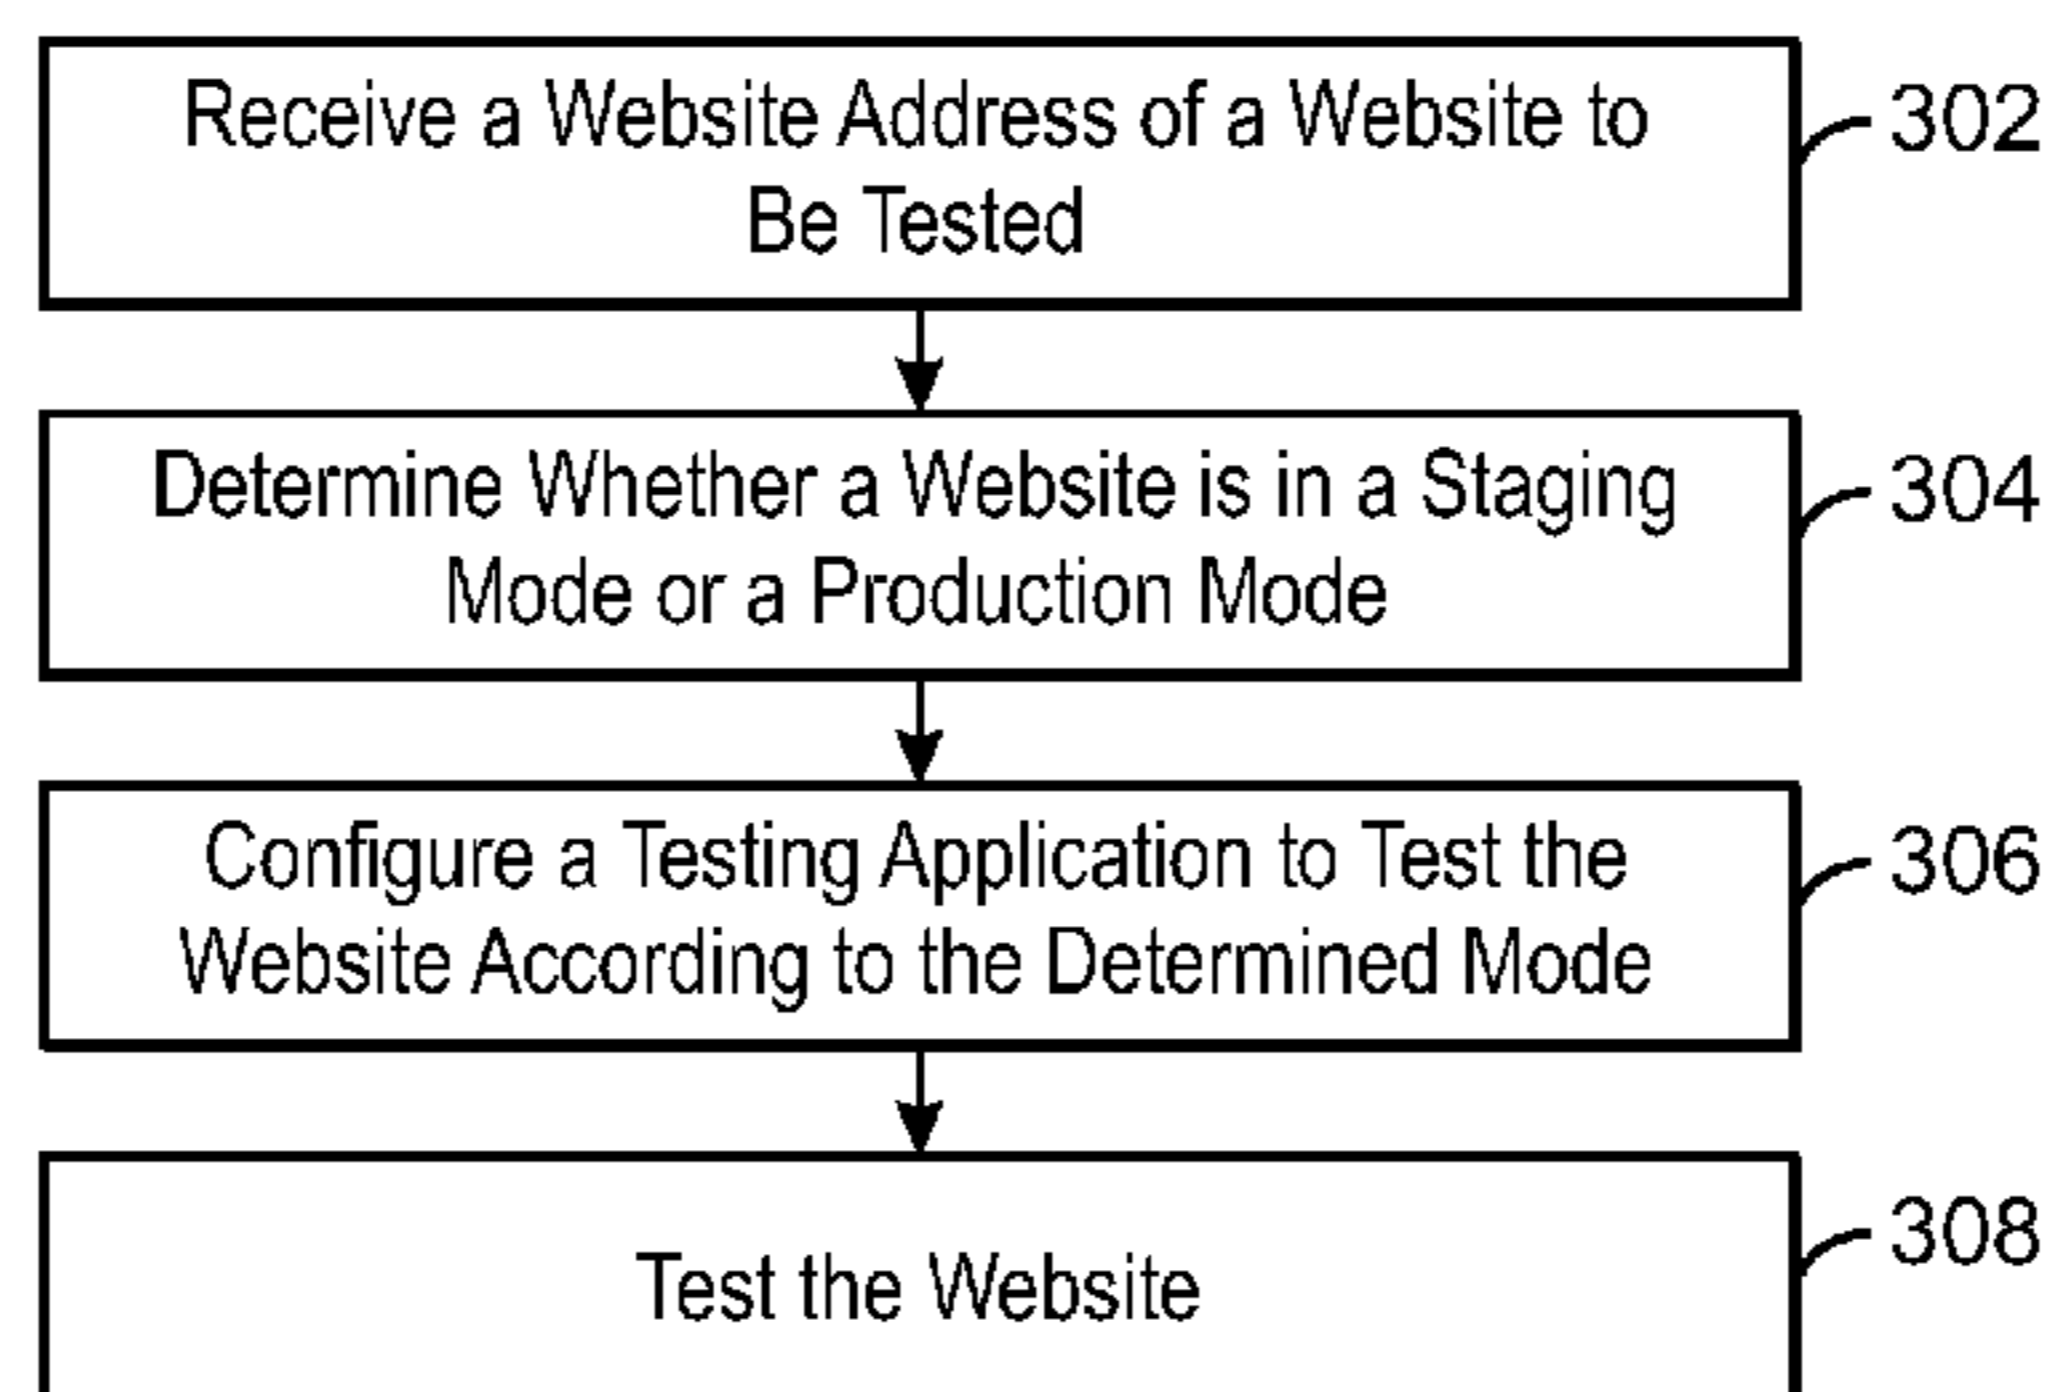 Receive a Website Address of a Website to
Be Tested
302
Determine Whether a Website is in a Staging
Mode or a Production Mode
304
Configure a Testing Application to Test the
Website According to the Determined Mode
306
Test the Website
308